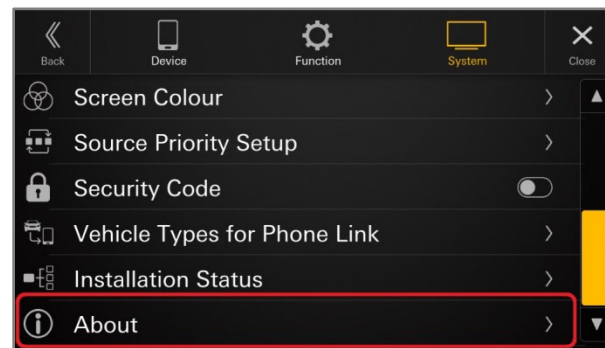 Back
Device
Function
System
Close
Screen Colour
Source Priority Setup
Security Code
Vehicle Types for Phone Link
Installation Status
About